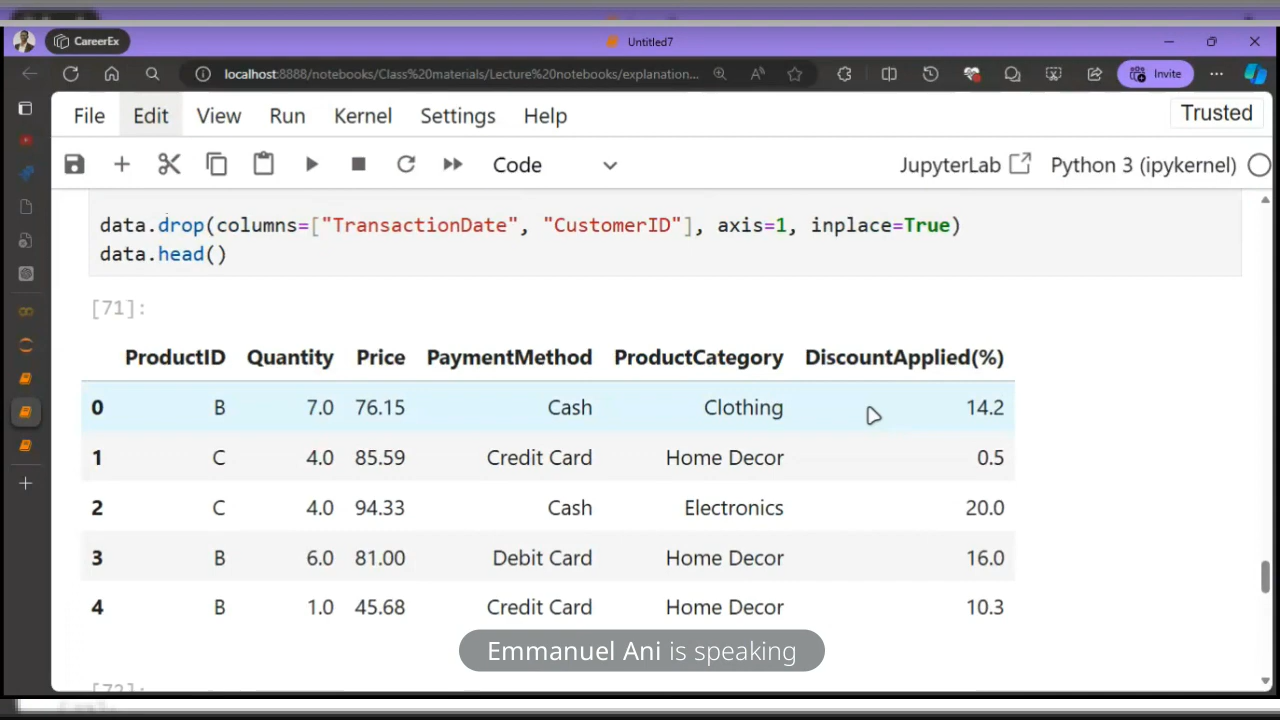 CareerEx
Untitled7
localhost:8888/notebooks/Class%20materials/Lecture%20notebooks/explanation...
Invite
File Edit View Run Kernel Settings Help Trusted
Code JupyterLab Python 3 (ipykernel)
data.drop(columns=["TransactionDate", "CustomerID"], axis=1, inplace=True)
data.head()
[71]:
ProductID Quantity Price PaymentMethod ProductCategory DiscountApplied(%)
0 B 7.0 76.15 Cash Clothing 14.2
1 C 4.0 85.59 Credit Card Home Decor 0.5
2 C 4.0 94.33 Cash Electronics 20.0
3 B 6.0 81.00 Debit Card Home Decor 16.0
4 B 1.0 45.68 Credit Card Home Decor 10.3
Emmanuel Ani is speaking